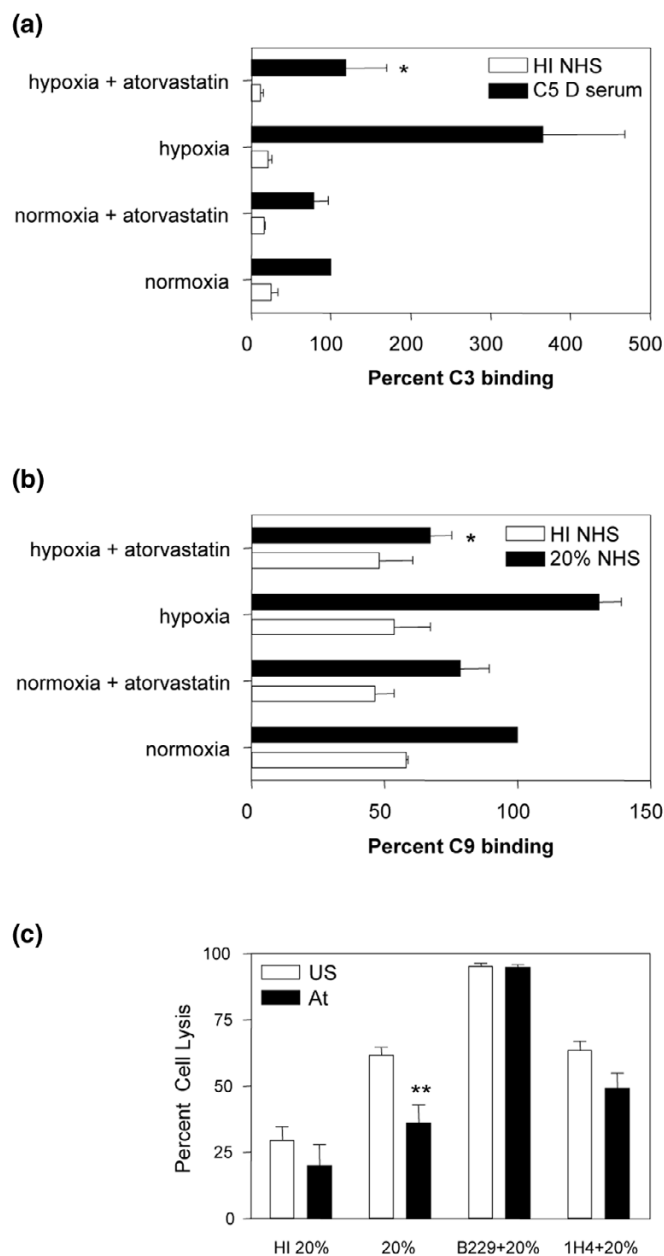 (a)
HI NHS
C5 D serum
hypoxia + atorvastatin
*
hypoxia
normoxia + atorvastatin
normoxia
0 100 200 300 400 500
Percent C3 binding
(b)
HI NHS
20% NHS
hypoxia + atorvastatin
*
hypoxia
normoxia + atorvastatin
normoxia
0 50 100 150
Percent C9 binding
(c)
Percent Cell Lysis
100
75
50
25
0
US
At
**
HI 20% 20% B229+20% 1H4+20%